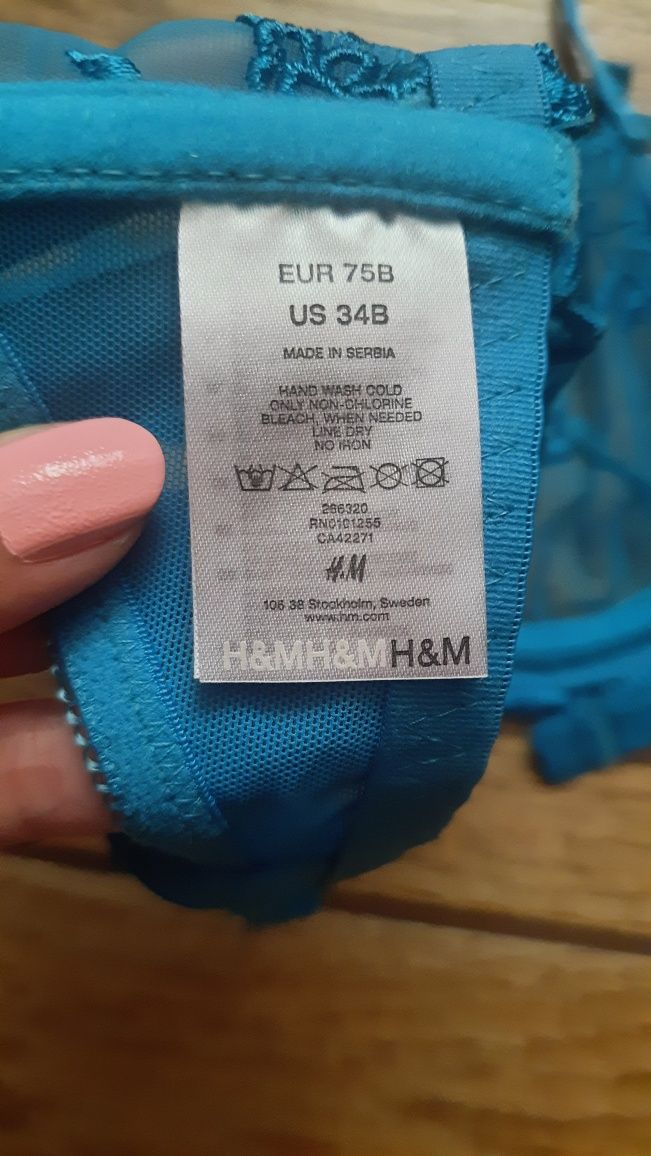 EUR 75B
US 34B
MADE IN SERBIA
HAND WASH COLD
ONLY NON-CHLORINE
BLEACH, WHEN NEEDED
LINE DRY
NO IRON
266320
RN0101255
CA42271
H.M
106 38 Stockholm, Sweden
www.hm.com
H&MH&MH&M